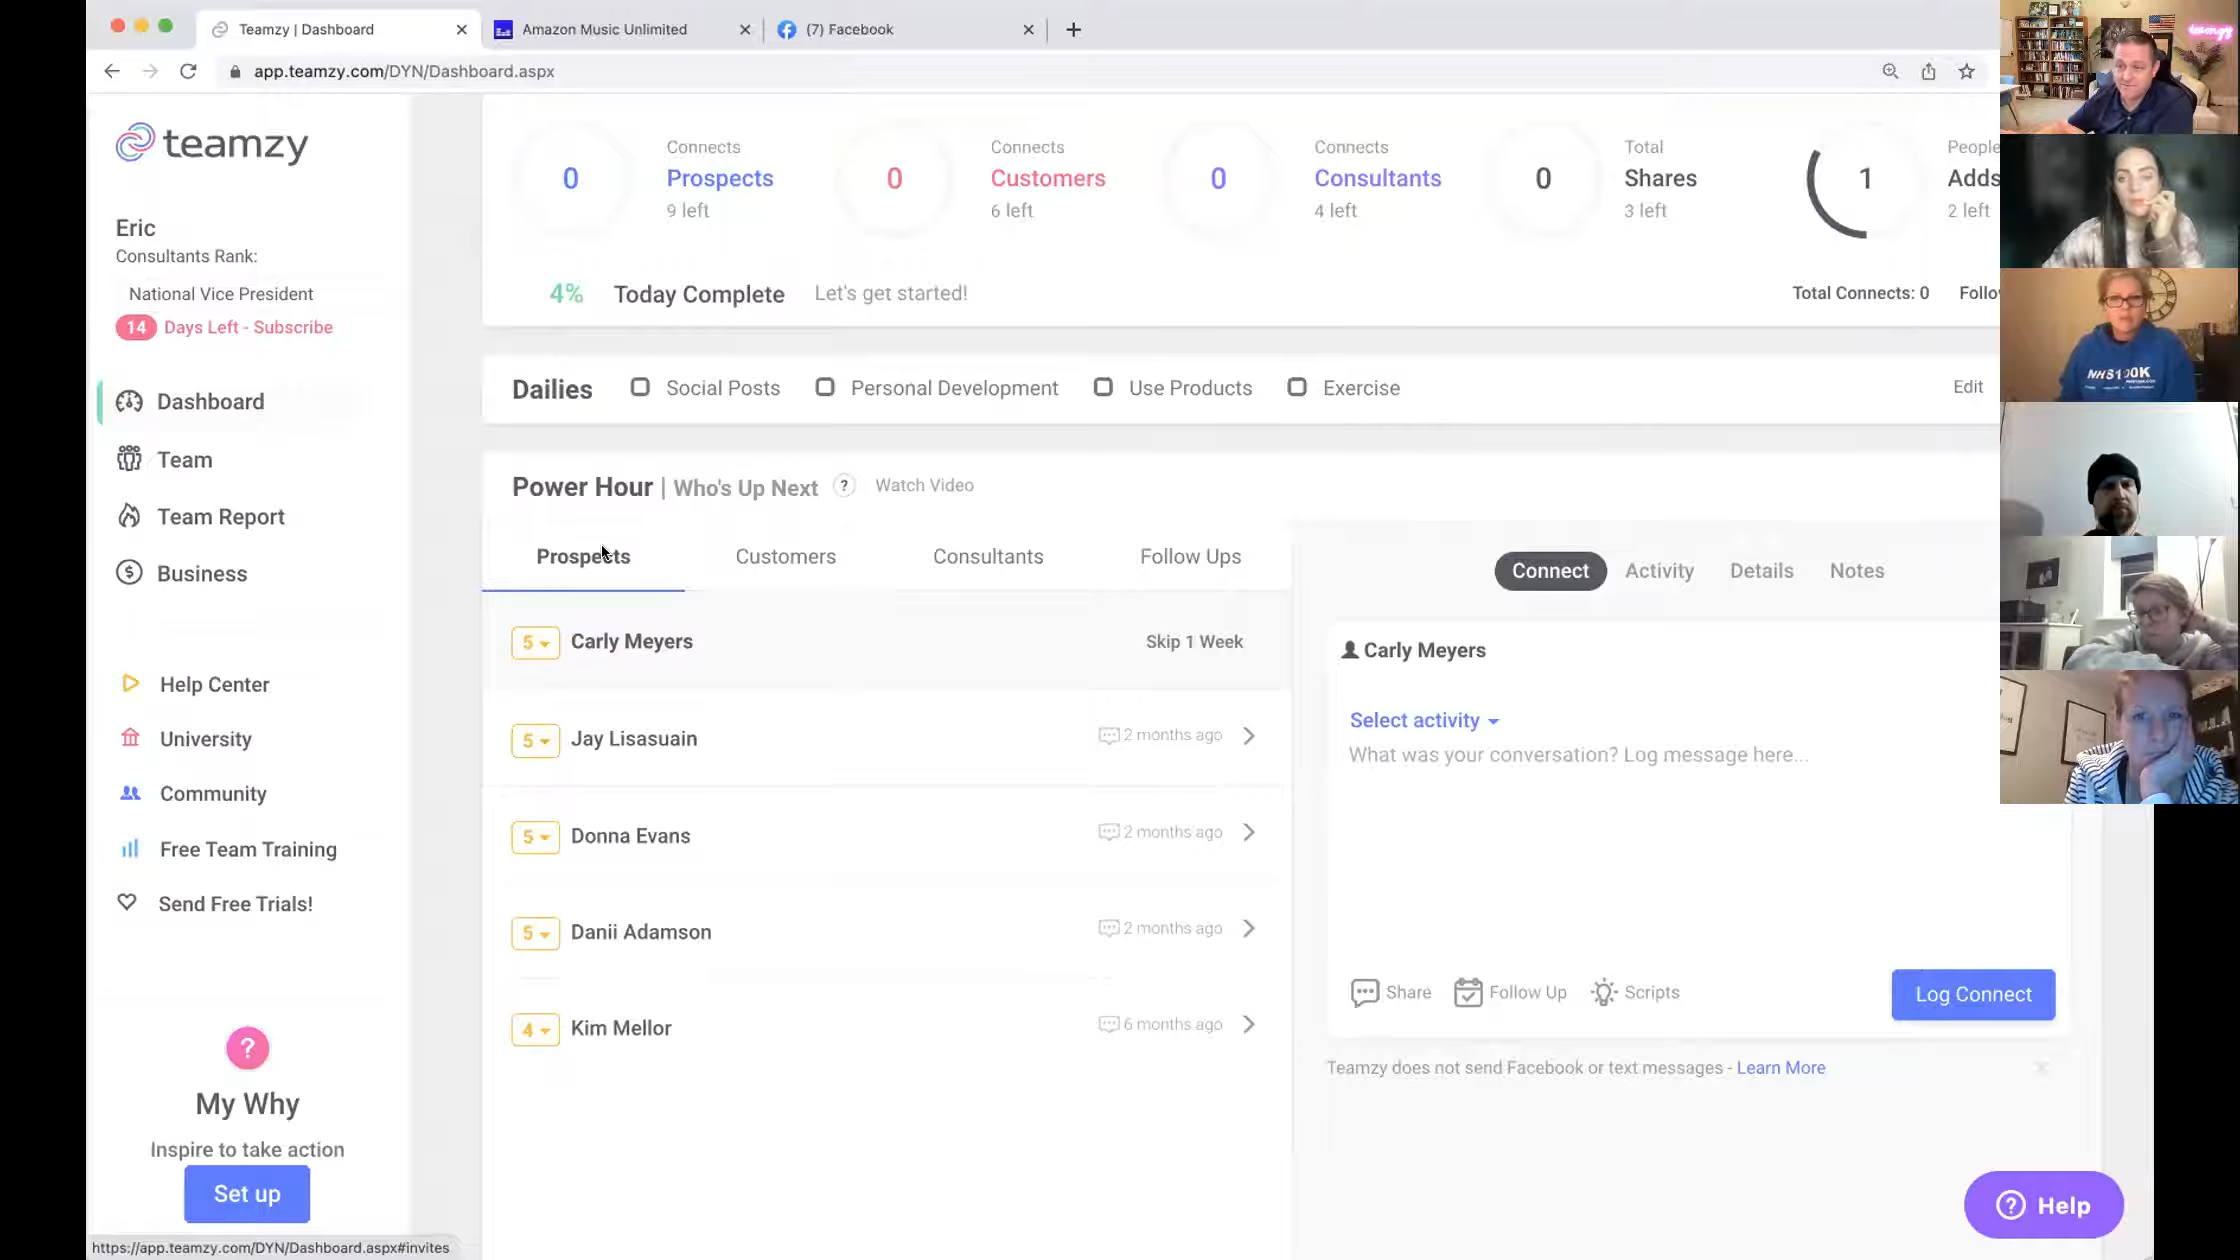 Teamzy | Dashboard
Amazon Music Unlimited
(7) Facebook
app.teamzy.com/DYN/Dashboard.aspx
teamzy
Eric
Consultants Rank:
National Vice President
14 Days Left - Subscribe
Dashboard
Team
Team Report
Business
Help Center
University
Community
Free Team Training
Send Free Trials!
?
My Why
Inspire to take action
Set up
https://app.teamzy.com/DYN/Dashboard.aspx#invites
0
Connects
Prospects
9 left
0
Connects
Customers
6 left
0
Connects
Consultants
4 left
0
Total
Shares
3 left
1
People
Adds
2 left
4% Today Complete Let's get started!
Total Connects: 0
Dailies Social Posts Personal Development Use Products Exercise Edit
Power Hour | Who's Up Next ? Watch Video
Prospects Customers Consultants Follow Ups
5 Carly Meyers Skip 1 Week
5 Jay Lisasuain 2 months ago
5 Donna Evans 2 months ago
5 Danii Adamson 2 months ago
4 Kim Mellor 6 months ago
Connect Activity Details Notes
Carly Meyers
Select activity
What was your conversation? Log message here...
Share Follow Up Scripts Log Connect
Teamzy does not send Facebook or text messages - Learn More
? Help
teamzy
NHS100K